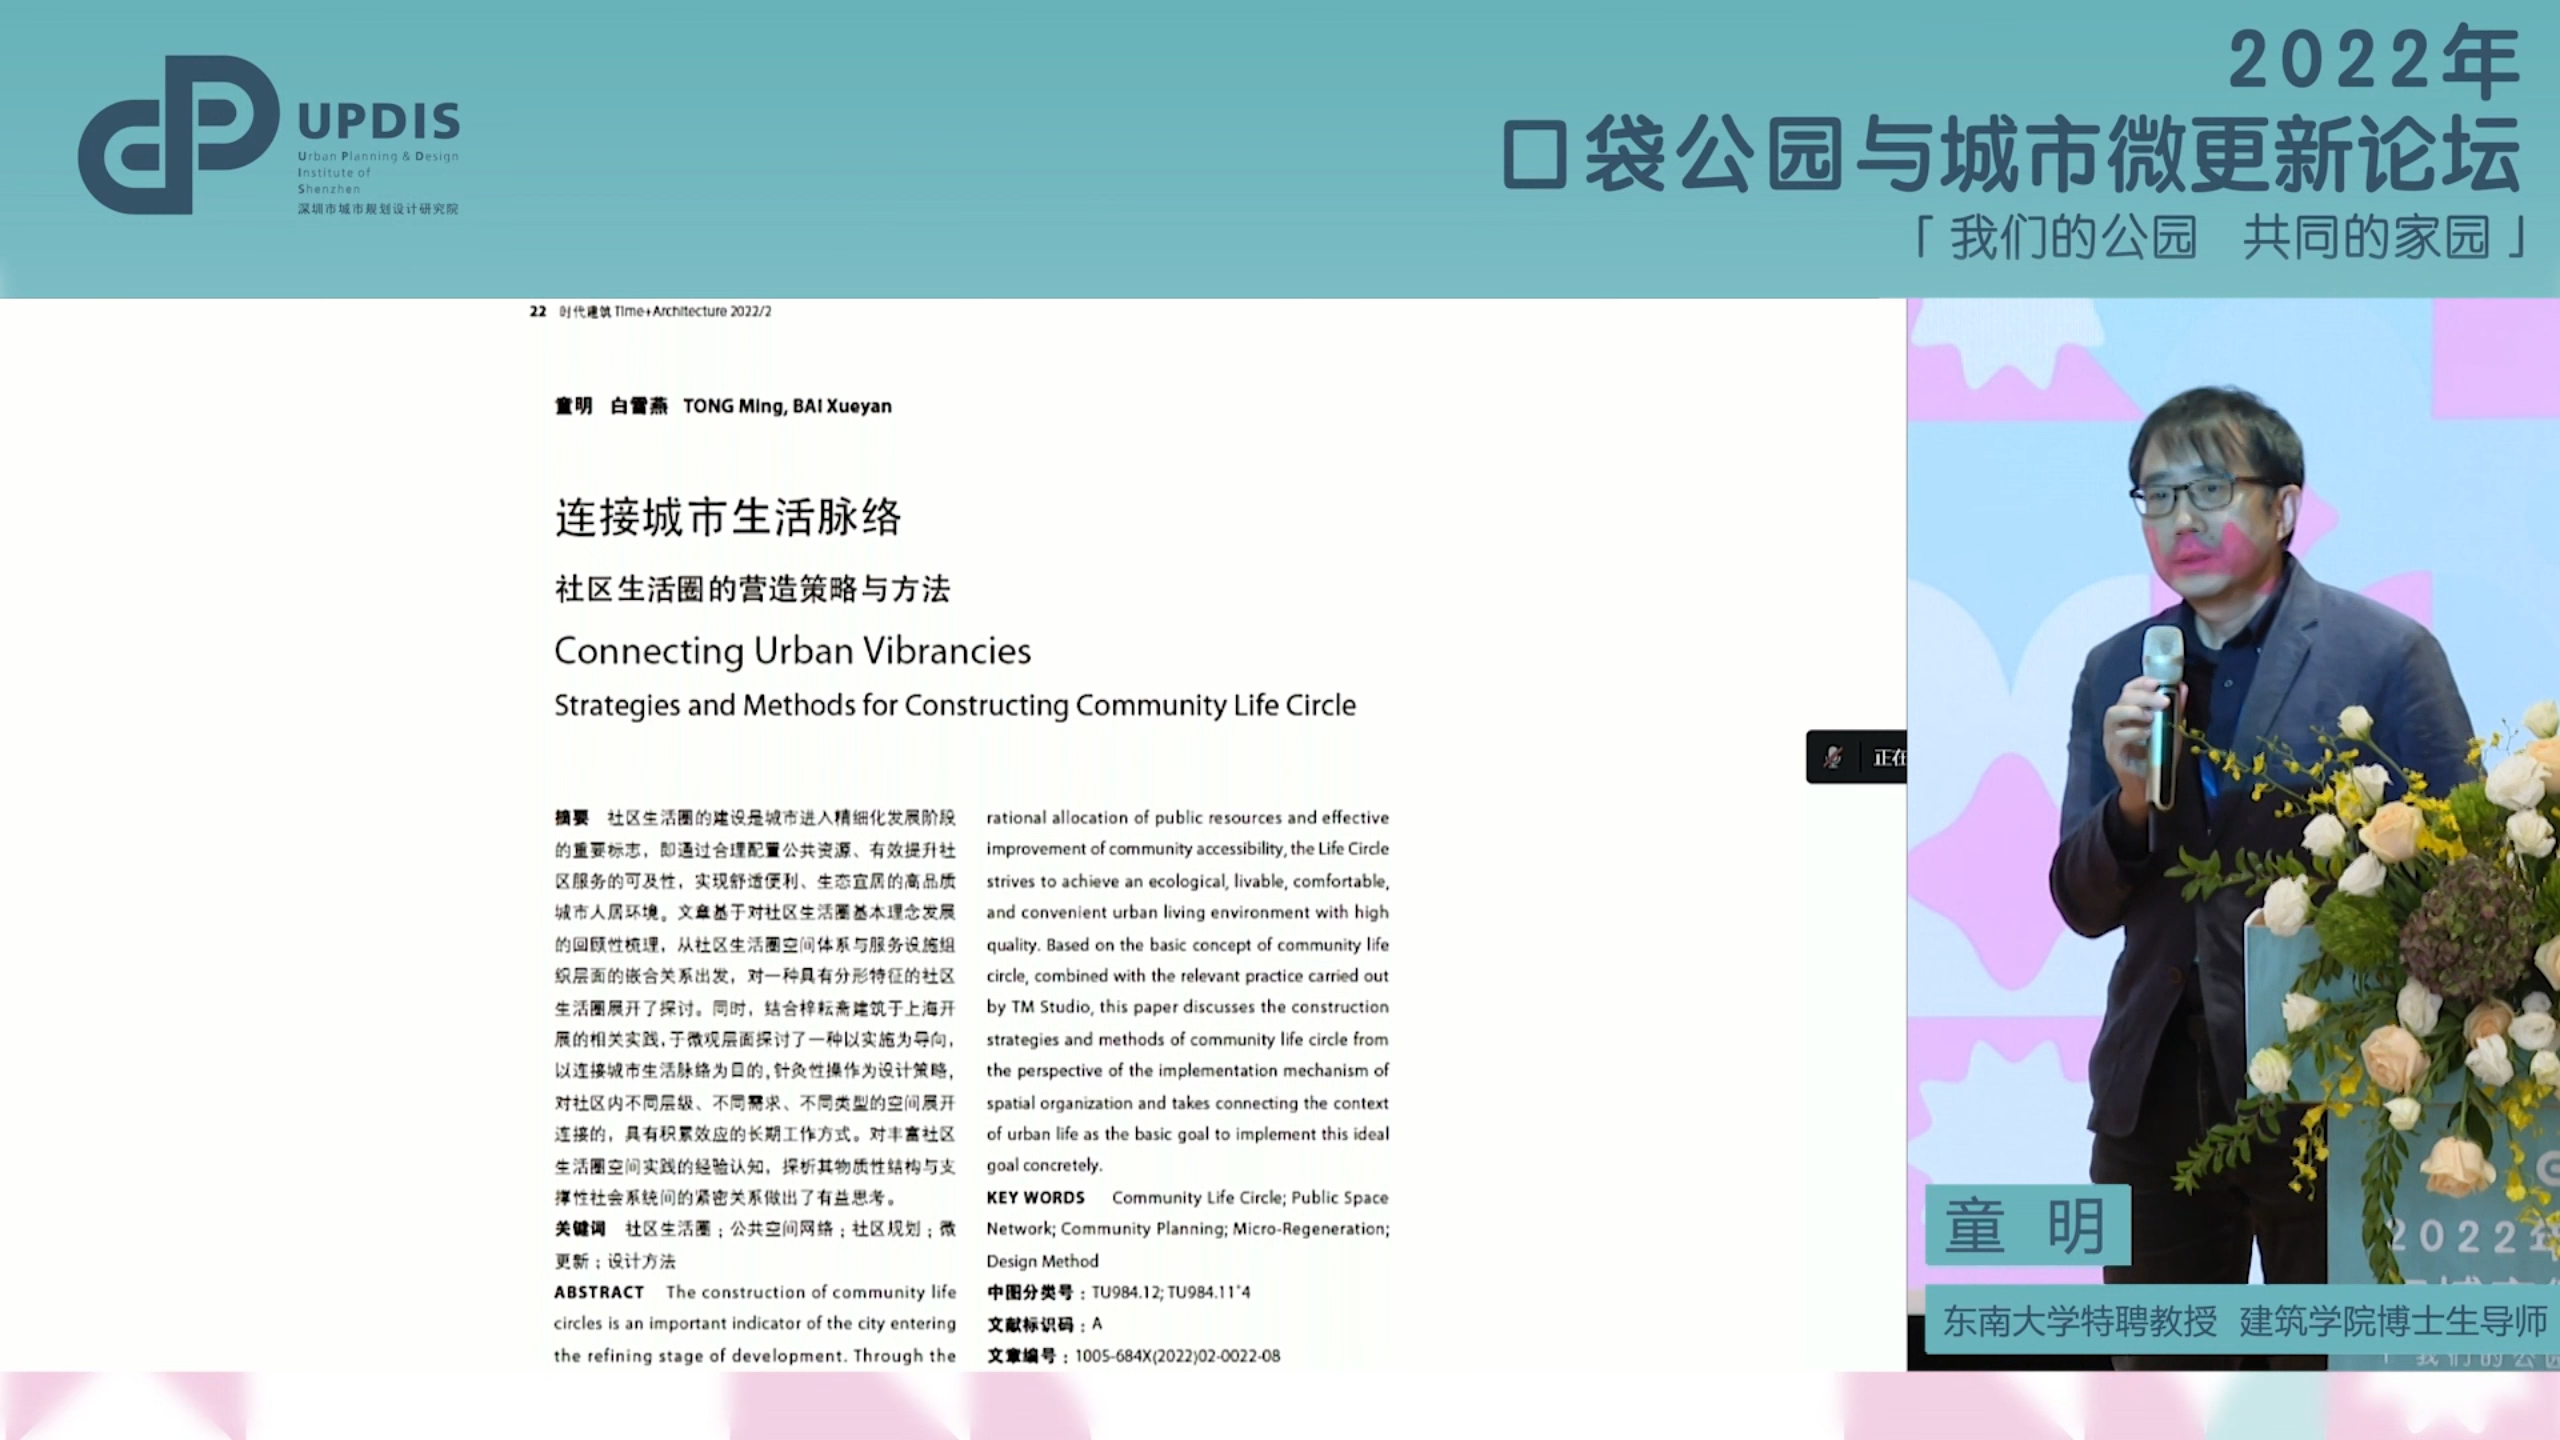 UPDIS
Urban Planning & Design
Institute of
Shenzhen
深圳市城市规划设计研究院
2022年
口袋公园与城市微更新论坛
「我们的公园 共同的家园」
22 时代建筑 Time+Architecture 2022/2
童明 白雪燕 TONG Ming, BAI Xueyan
连接城市生活脉络
社区生活圈的营造策略与方法
Connecting Urban Vibrancies
Strategies and Methods for Constructing Community Life Circle
摘要 社区生活圈的建设是城市进入精细化发展阶段
的重要标志，即通过合理配置公共资源、有效提升社
区服务的可及性，实现舒适便利、生态宜居的高品质
城市人居环境。文章基于对社区生活圈基本理念发展
的回顾性梳理，从社区生活圈空间体系与服务设施组
织层面的嵌合关系出发，对一种具有分形特征的社区
生活圈展开了探讨。同时，结合梓耘斋建筑于上海开
展的相关实践，于微观层面探讨了一种以实施为导向，
以连接城市生活脉络为目的，针灸性操作为设计策略，
对社区内不同层级、不同需求、不同类型的空间展开
连接的，具有积累效应的长期工作方式。对丰富社区
生活圈空间实践的经验认知，探析其物质性结构与支
撑性社会系统间的紧密关系做出了有益思考。
关键词 社区生活圈；公共空间网络；社区规划；微
更新；设计方法
ABSTRACT The construction of community life
circles is an important indicator of the city entering
the refining stage of development. Through the
rational allocation of public resources and effective
improvement of community accessibility, the Life Circle
strives to achieve an ecological, livable, comfortable,
and convenient urban living environment with high
quality. Based on the basic concept of community life
circle, combined with the relevant practice carried out
by TM Studio, this paper discusses the construction
strategies and methods of community life circle from
the perspective of the implementation mechanism of
spatial organization and takes connecting the context
of urban life as the basic goal to implement this ideal
goal concretely.
KEY WORDS Community Life Circle; Public Space
Network; Community Planning; Micro-Regeneration;
Design Method
中图分类号：TU984.12; TU984.11+4
文献标识码：A
文章编号：1005-684X(2022)02-0022-08
正在
童 明
东南大学特聘教授 建筑学院博士生导师
2022年
「我们的公园